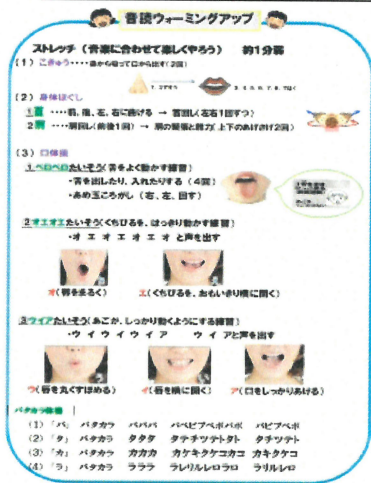 音読ウォーミングアップ
ストレッチ (音楽に合わせて楽しくやろう) 約1分弱
(1) こきゅう・・・・鼻から吸って口から出す(2回)
(2) 身体ほぐし
1 首 ・・・・前、後、左、右に曲げる → 首回し(左右1回ずつ)
2 肩 ・・・・肩回し(前後1回) → 肩の緊張と脱力(上下のあげさげ2回)
(3) 口体操
1 ベロベロたいそう(舌をよく動かす練習)
・舌を出したり、入れたりする (4回)
・あめ玉ころがし (右、左、回す)
2 オエオエたいそう(くちびるを、はっきり動かす練習)
・オ エ オ エ オ エ オ エ と声を出す
オ(唇をまるく) エ(くちびるを、おもいきり横に開く)
3 ウイアたいそう(あごが、しっかり動くようにする練習)
・ウ イ ウ イ ウ イ ア ウ イ アと声を出す
ウ(唇を丸くすぼめる) イ(唇を横に開く) ア(口をしっかりあける)
パタカラ体操
(1) 「パ」 パタカラ パパパ パペピプペポパポ パピプペポ
(2) 「タ」 パタカラ タタタ タテチツテトタト タチツテト
(3) 「カ」 パタカラ カカカ カケキクケコカコ カキクケコ
(4) 「ラ」 パタカラ ラララ ラレリルレロラロ ラリルレロ